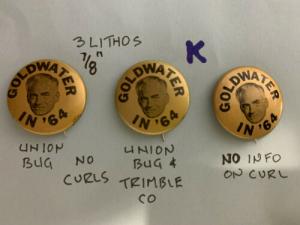 3 LITHOS
7/8"
K
GOLDWATER
IN '64
GOLDWATER
IN '64
GOLDWATER
IN '64
UNION
BUG
NO
CURLS
UNION
BUG &
TRIMBLE
CO
NO INFO
ON CURL